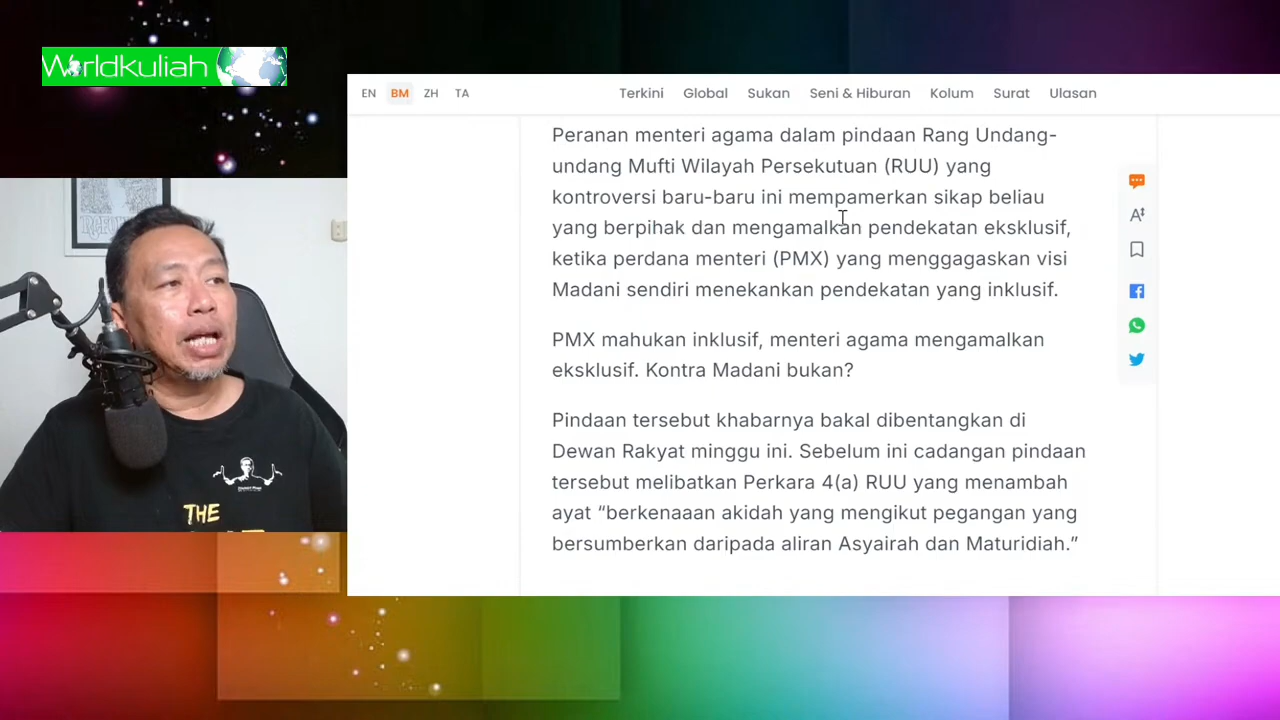 Worldkuliah
EN BM ZH TA Terkini Global Sukan Seni & Hiburan Kolum Surat Ulasan
Peranan menteri agama dalam pindaan Rang Undang-
undang Mufti Wilayah Persekutuan (RUU) yang
kontroversi baru-baru ini mempamerkan sikap beliau
yang berpihak dan mengamalkan pendekatan eksklusif,
ketika perdana menteri (PMX) yang menggagaskan visi
Madani sendiri menekankan pendekatan yang inklusif.
PMX mahukan inklusif, menteri agama mengamalkan
eksklusif. Kontra Madani bukan?
Pindaan tersebut khabarnya bakal dibentangkan di
Dewan Rakyat minggu ini. Sebelum ini cadangan pindaan
tersebut melibatkan Perkara 4(a) RUU yang menambah
ayat “berkenaaan akidah yang mengikut pegangan yang
bersumberkan daripada aliran Asyairah dan Maturidiah.”
THE